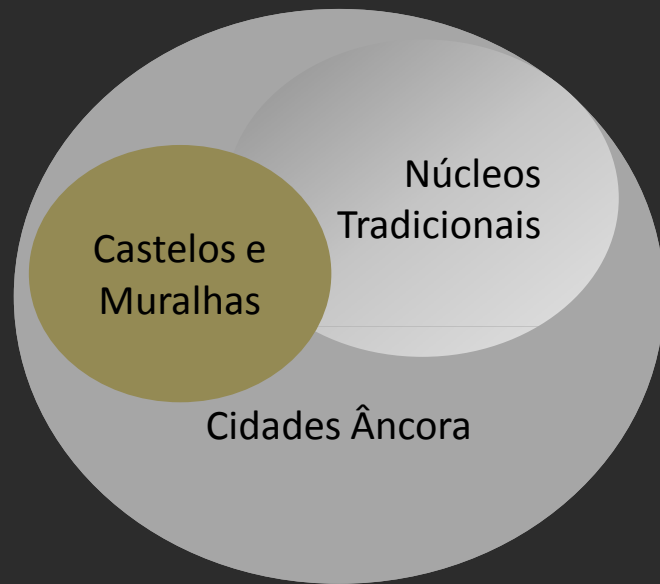 Núcleos
Tradicionais
Castelos e
Muralhas
Cidades Âncora